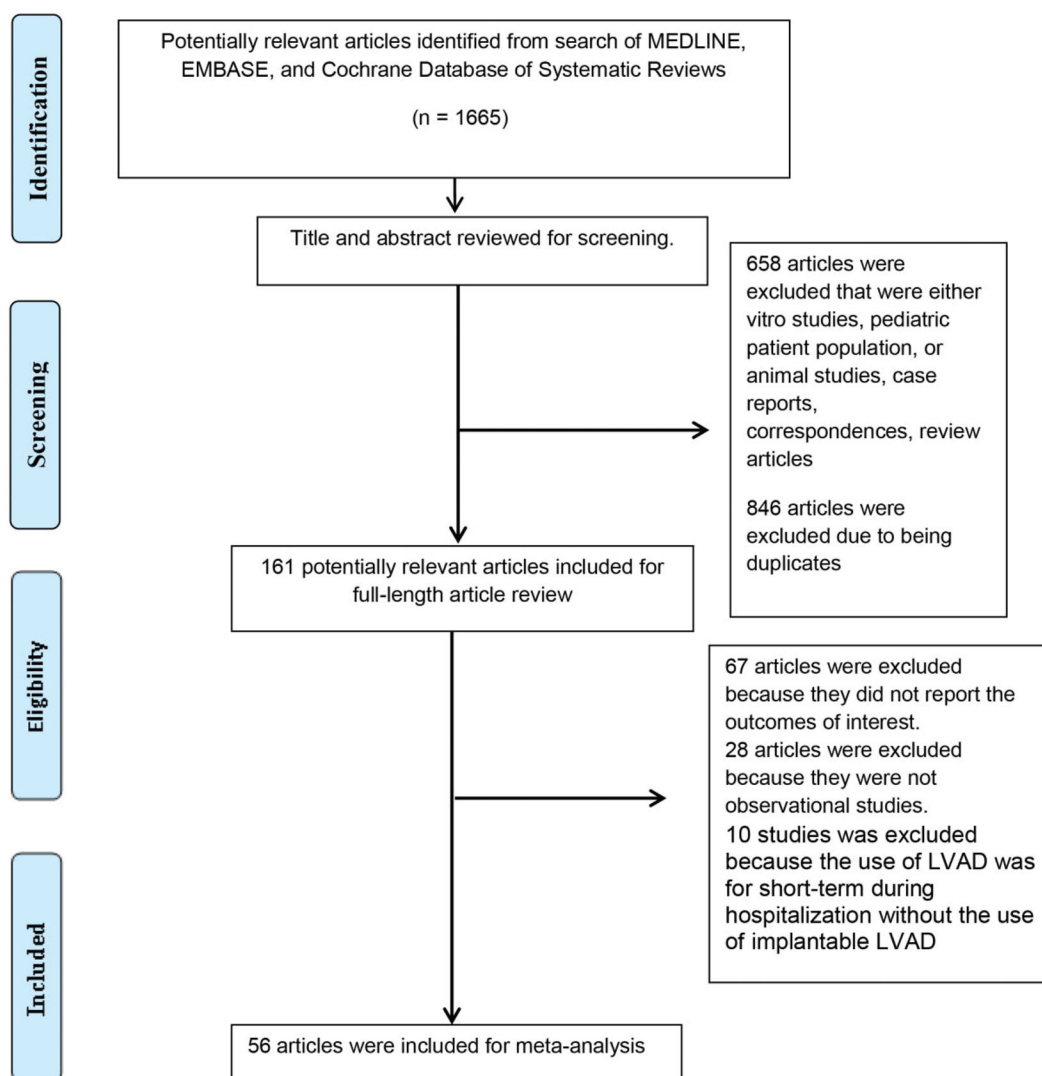 Identification
Potentially relevant articles identified from search of MEDLINE,
EMBASE, and Cochrane Database of Systematic Reviews
(n = 1665)
Title and abstract reviewed for screening.
Screening
658 articles were
excluded that were either
vitro studies, pediatric
patient population, or
animal studies, case
reports,
correspondences, review
articles
846 articles were
excluded due to being
duplicates
161 potentially relevant articles included for
full-length article review
Eligibility
67 articles were excluded
because they did not report the
outcomes of interest.
28 articles were excluded
because they were not
observational studies.
10 studies was excluded
because the use of LVAD was
for short-term during
hospitalization without the use
of implantable LVAD
Included
56 articles were included for meta-analysis